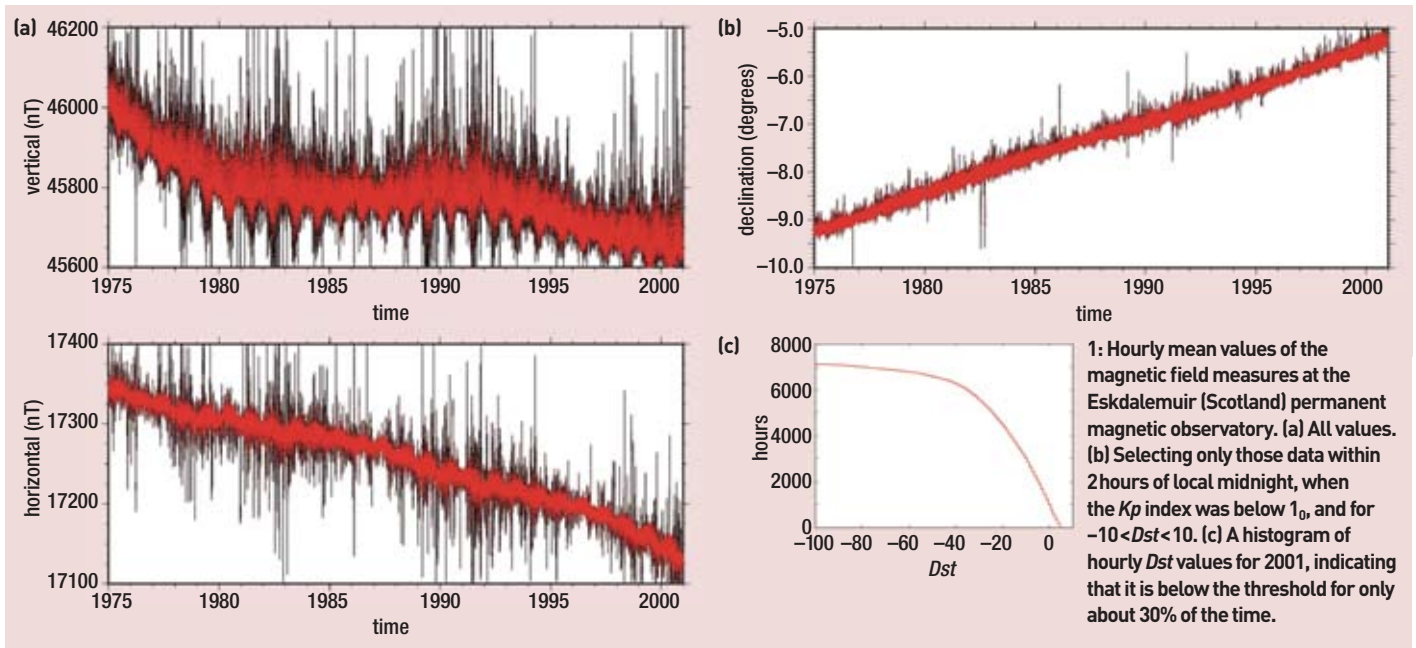 (a)
46200
46000
45800
45600
vertical (nT)
1975 1980 1985 1990 1995 2000
time
17400
17300
17200
17100
horizontal (nT)
1975 1980 1985 1990 1995 2000
time
(b)
–5.0
–6.0
–7.0
–8.0
–9.0
–10.0
declination (degrees)
1975 1980 1985 1990 1995 2000
time
(c)
8000
6000
4000
2000
0
hours
–100 –80 –60 –40 –20 0
Dst
1: Hourly mean values of the
magnetic field measures at the
Eskdalemuir (Scotland) permanent
magnetic observatory. (a) All values.
(b) Selecting only those data within
2 hours of local midnight, when
the Kp index was below 1₀, and for
–10<Dst<10. (c) A histogram of
hourly Dst values for 2001, indicating
that it is below the threshold for only
about 30% of the time.